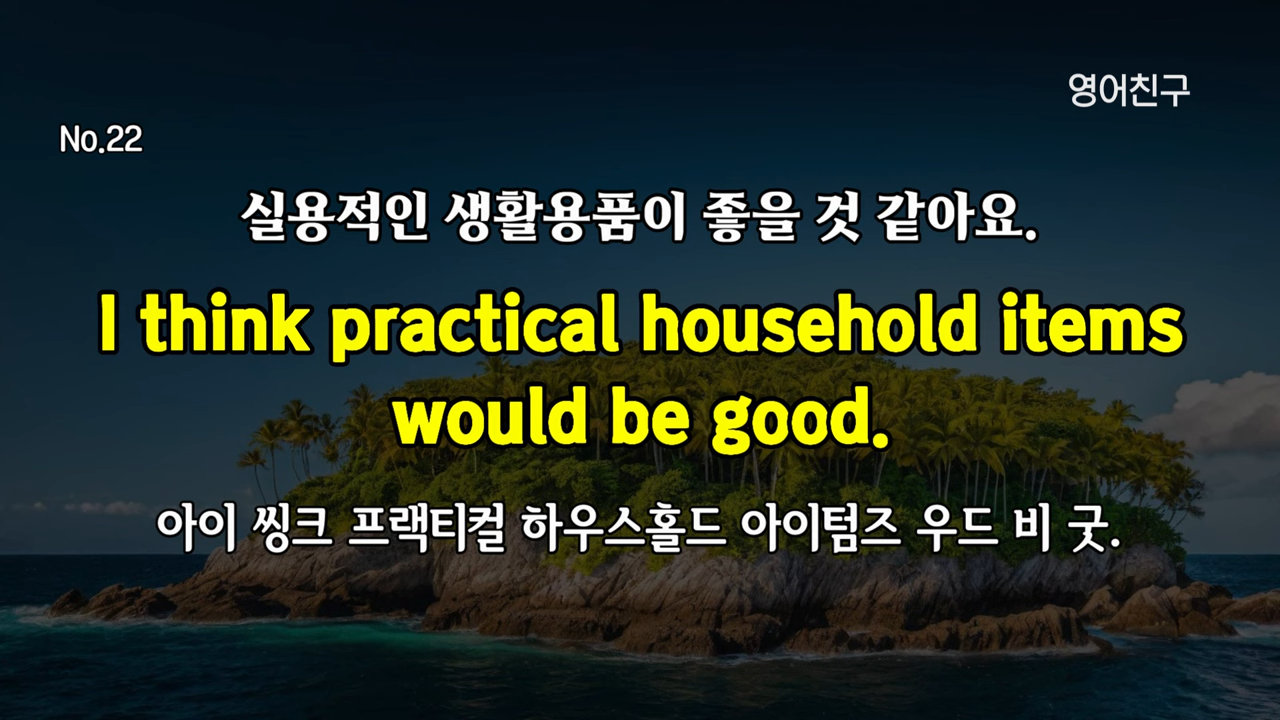 영어친구
No.22
실용적인 생활용품이 좋을 것 같아요.
I think practical household items
would be good.
아이 씽크 프랙티컬 하우스홀드 아이텀즈 우드 비 굿.